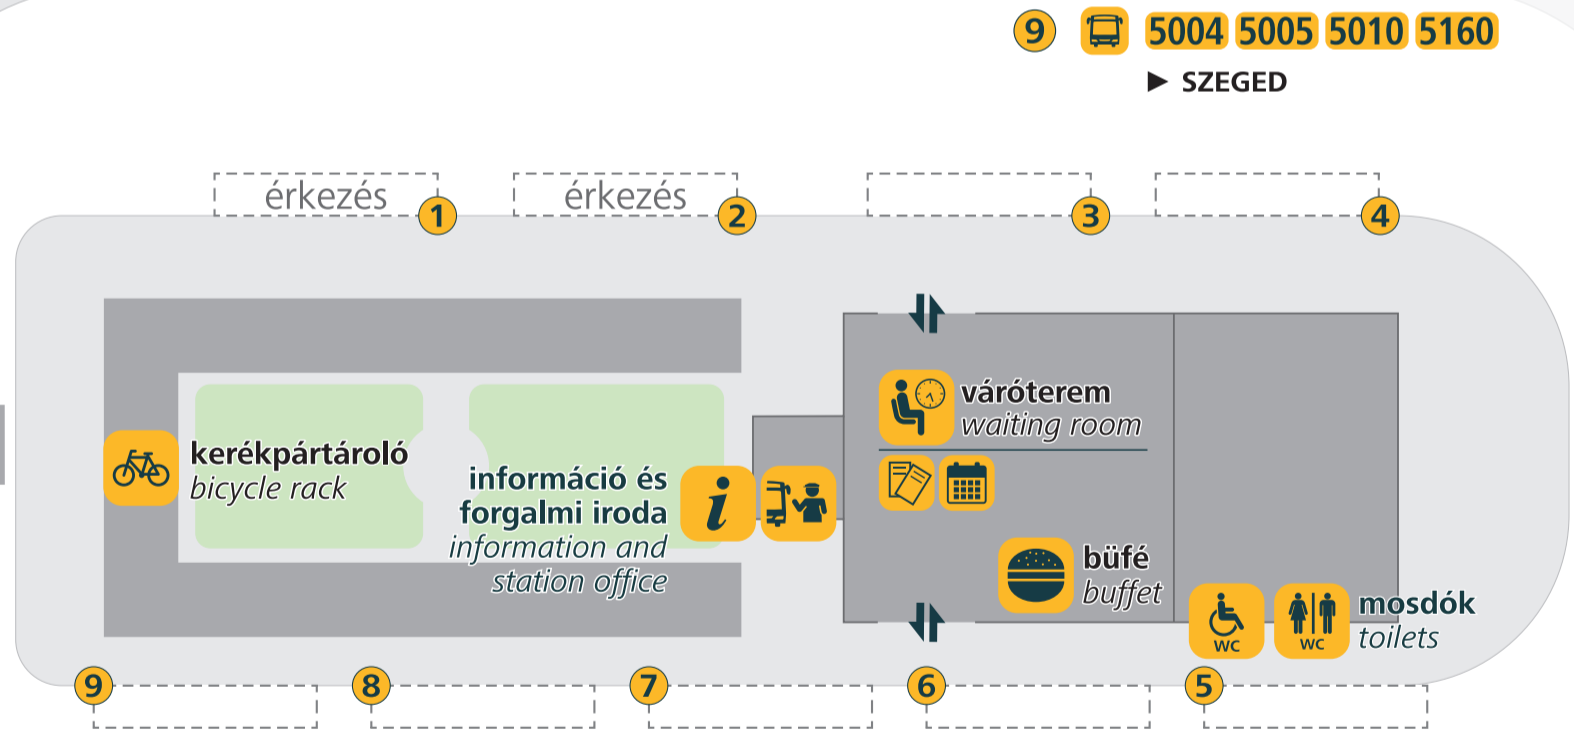 9 5004 5005 5010 5160
► SZEGED
érkezés 1 érkezés 2 3 4
váróterem
waiting room
kerékpártároló
bicycle rack
információ és
forgalmi iroda
information and
station office
i
büfé
buffet
WC WC
mosdók
toilets
9 8 7 6 5